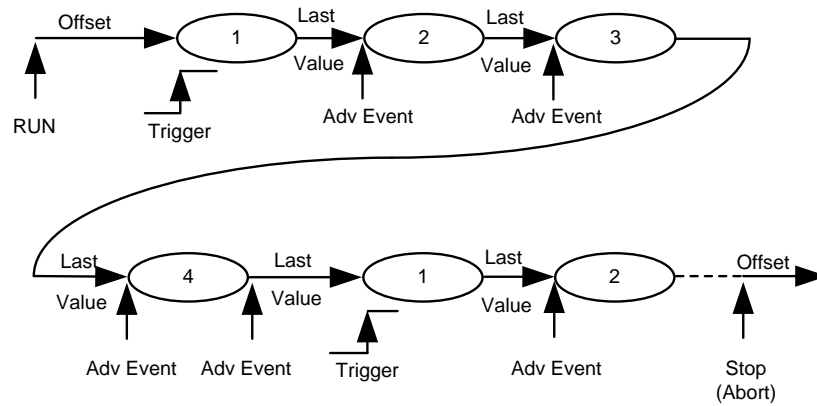 Offset
1
Last
Value
2
Last
Value
3
RUN
Trigger
Adv Event
Adv Event
Last
Value
4
Last
Value
1
Last
Value
2
Offset
Adv Event
Adv Event
Trigger
Adv Event
Stop
(Abort)